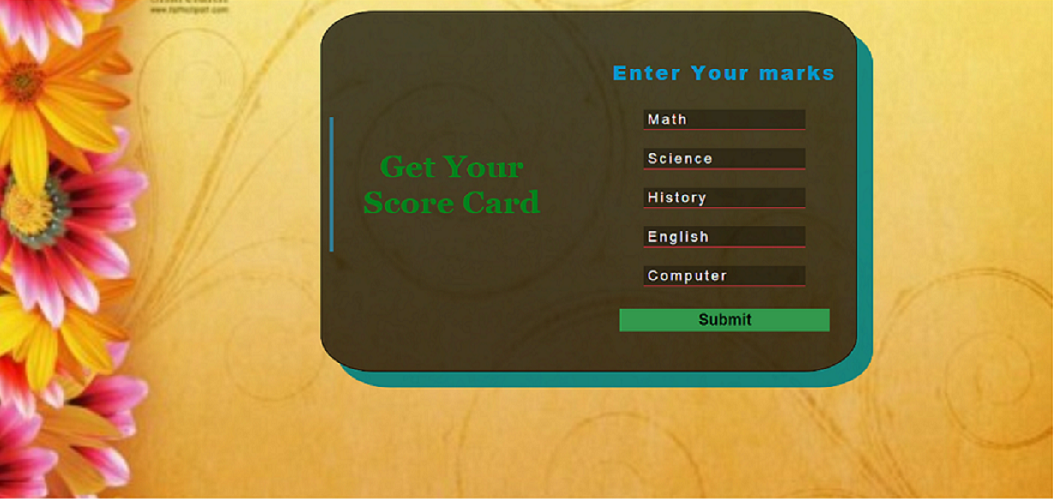 Get Your
Score Card
Enter Your marks
Math
Science
History
English
Computer
Submit